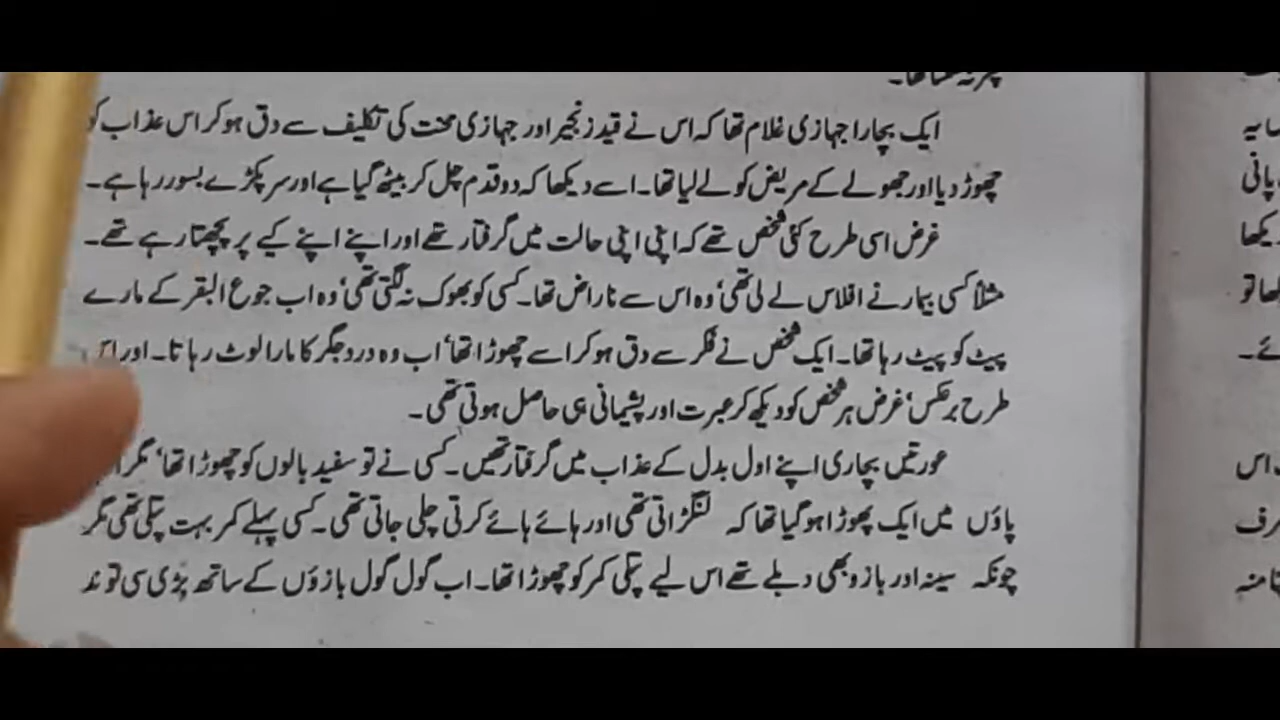 ایک بچارا جہازی غلام تھا کہ اس نے قید زنجیر اور جہازی محنت کی تکلیف سے دق ہو کر اس عذاب کو
چھوڑ دیا اور جھولے کے مریض کو لے لیا تھا۔ اسے دیکھا کہ دو قدم چل کر بیٹھ گیا ہے اور سر پکڑے بسور رہا ہے۔
غرض اسی طرح کئی شخص تھے کہ اپنی اپنی حالت میں گرفتار تھے اور اپنے اپنے کیے پر پچھتا رہے تھے۔
مثلاً کسی بیمار نے افلاس لے لی تھی، وہ اس سے ناراض تھا۔ کسی کو بھوک نہ لگتی تھی، وہ اب جوع البقر کے مارے
پیٹ کو پیٹ رہا تھا۔ ایک شخص نے فکر سے دق ہو کر اسے چھوڑا تھا، اب وہ درد جگر کا مارا لوٹ رہا تا۔ اور اس
طرح برعکس، غرض ہر شخص کو دیکھ کر عبرت اور پشیمانی ہی حاصل ہوتی تھی۔
عورتیں بچاری اپنے اول بدل کے عذاب میں گرفتار تھیں۔ کسی نے تو سفید بالوں کو چھوڑا تھا، مگر
پاؤں میں ایک پھوڑا ہو گیا تھا کہ لنگڑاتی تھی اور ہائے ہائے کرتی چلی جاتی تھی۔ کسی پہلے کمر بہت پتلی تھی مگر
چونکہ سینہ اور بازو بھی دبلے تھے اس لیے پتلی کمر کو چھوڑا تھا۔ اب گول گول بازوؤں کے ساتھ بڑی سی توند
پانی
اس